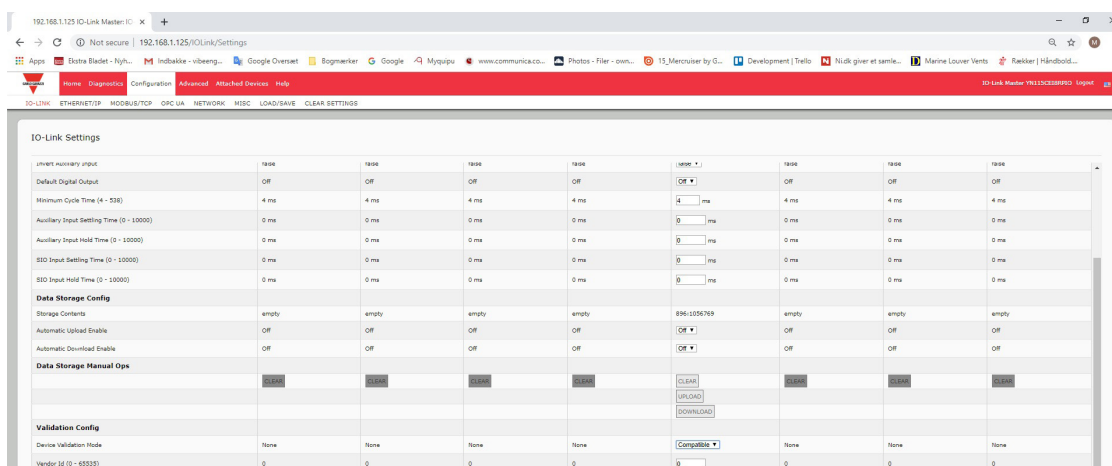 192.168.1.125 IO-Link Master: IO
Not secure | 192.168.1.125/IOLink/Settings
Apps Ekstra Bladet - Nyh... Indbakke - vibeeng... Google Oversæt Bogmærker Google Myquipu www.communica.co... Photos - Filer - own... 15_Mercruiser by G... Development | Trello Ni.dk giver et samle... Marine Louver Vents Rækker | Håndbold...
Home Diagnostics Configuration Advanced Attached Devices Help IO-Link Master YN115CEI8RPIO Logout
IO-LINK ETHERNET/IP MODBUS/TCP OPC UA NETWORK MISC LOAD/SAVE CLEAR SETTINGS
IO-Link Settings
Invert Auxiliary Input false false false false false false false false
Default Digital Output Off Off Off Off Off Off Off Off
Minimum Cycle Time (4 - 538) 4 ms 4 ms 4 ms 4 ms 4 ms 4 ms 4 ms 4 ms
Auxiliary Input Settling Time (0 - 10000) 0 ms 0 ms 0 ms 0 ms 0 ms 0 ms 0 ms 0 ms
Auxiliary Input Hold Time (0 - 10000) 0 ms 0 ms 0 ms 0 ms 0 ms 0 ms 0 ms 0 ms
SIO Input Settling Time (0 - 10000) 0 ms 0 ms 0 ms 0 ms 0 ms 0 ms 0 ms 0 ms
SIO Input Hold Time (0 - 10000) 0 ms 0 ms 0 ms 0 ms 0 ms 0 ms 0 ms 0 ms
Data Storage Config
Storage Contents empty empty empty empty 896:1056769 empty empty empty
Automatic Upload Enable Off Off Off Off Off Off Off Off
Automatic Download Enable Off Off Off Off Off Off Off Off
Data Storage Manual Ops
CLEAR CLEAR CLEAR CLEAR CLEAR CLEAR CLEAR CLEAR
UPLOAD
DOWNLOAD
Validation Config
Device Validation Mode None None None None Compatible None None None
Vendor Id (0 - 65535) 0 0 0 0 0 0 0 0